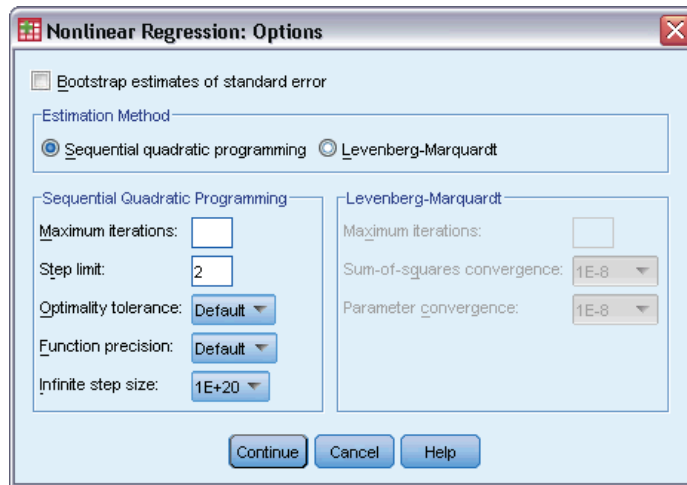 Nonlinear Regression: Options
Bootstrap estimates of standard error
Estimation Method
Sequential quadratic programming Levenberg-Marquardt
Sequential Quadratic Programming
Maximum iterations:
Step limit: 2
Optimality tolerance: Default
Function precision: Default
Infinite step size: 1E+20
Levenberg-Marquardt
Maximum iterations:
Sum-of-squares convergence: 1E-8
Parameter convergence: 1E-8
Continue Cancel Help